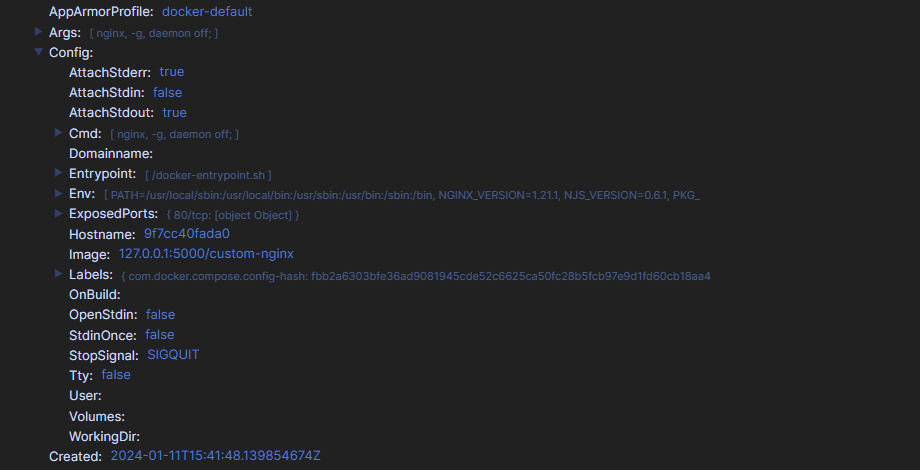 AppArmorProfile: docker-default
Args: [ nginx, -g, daemon off; ]
Config:
AttachStderr: true
AttachStdin: false
AttachStdout: true
Cmd: [ nginx, -g, daemon off; ]
Domainname:
Entrypoint: [ /docker-entrypoint.sh ]
Env: [ PATH=/usr/local/sbin:/usr/local/bin:/usr/sbin:/usr/bin:/sbin:/bin, NGINX_VERSION=1.21.1, NJS_VERSION=0.6.1, PKG_
ExposedPorts: { 80/tcp: [object Object] }
Hostname: 9f7cc40fada0
Image: 127.0.0.1:5000/custom-nginx
Labels: { com.docker.compose.config-hash: fbb2a6303bfe36ad9081945cde52c6625ca50fc28b5fcb97e9d1fd60cb18aa4
OnBuild:
OpenStdin: false
StdinOnce: false
StopSignal: SIGQUIT
Tty: false
User:
Volumes:
WorkingDir:
Created: 2024-01-11T15:41:48.139854674Z